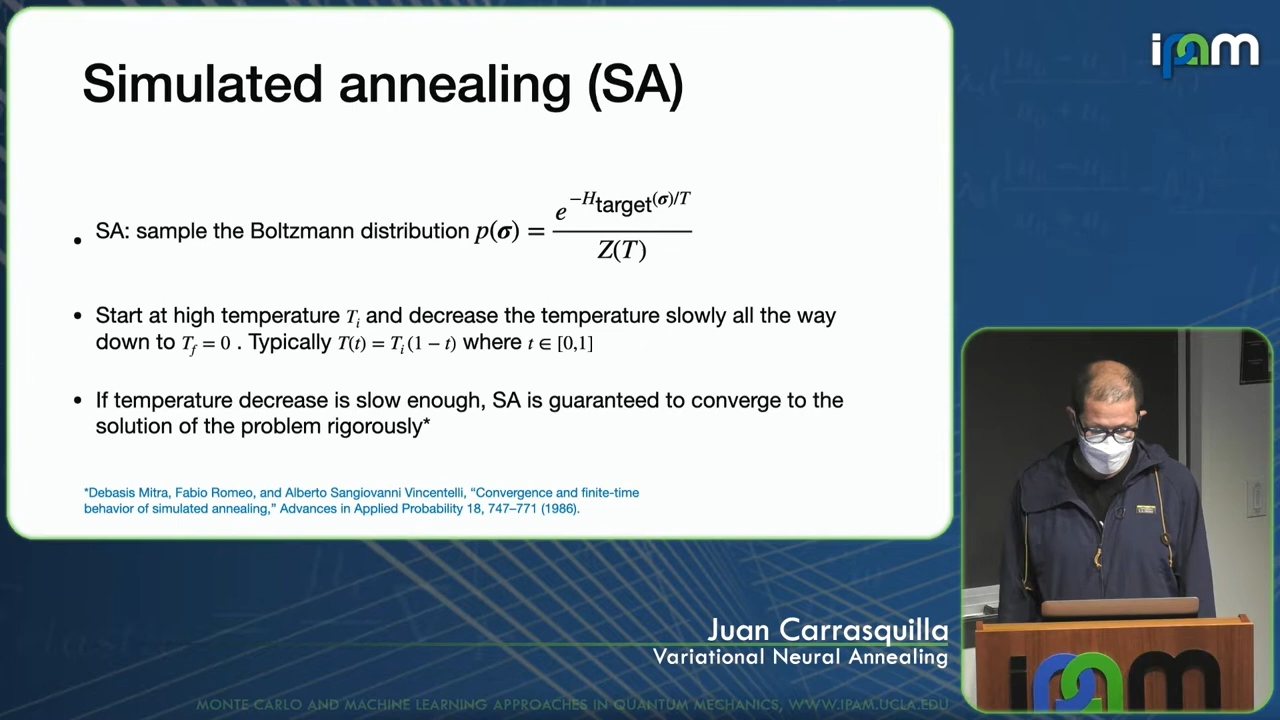 ipam
Simulated annealing (SA)
• SA: sample the Boltzmann distribution p(σ) = e^{−H_target(σ)/T} / Z(T)
• Start at high temperature T_i and decrease the temperature slowly all the way
down to T_f = 0 . Typically T(t) = T_i(1 − t) where t ∈ [0,1]
• If temperature decrease is slow enough, SA is guaranteed to converge to the
solution of the problem rigorously*
*Debasis Mitra, Fabio Romeo, and Alberto Sangiovanni Vincentelli, “Convergence and finite-time
behavior of simulated annealing,” Advances in Applied Probability 18, 747–771 (1986).
Juan Carrasquilla
Variational Neural Annealing
ipam
MONTE CARLO AND MACHINE LEARNING APPROACHES IN QUANTUM MECHANICS, WWW.IPAM.UCLA.EDU